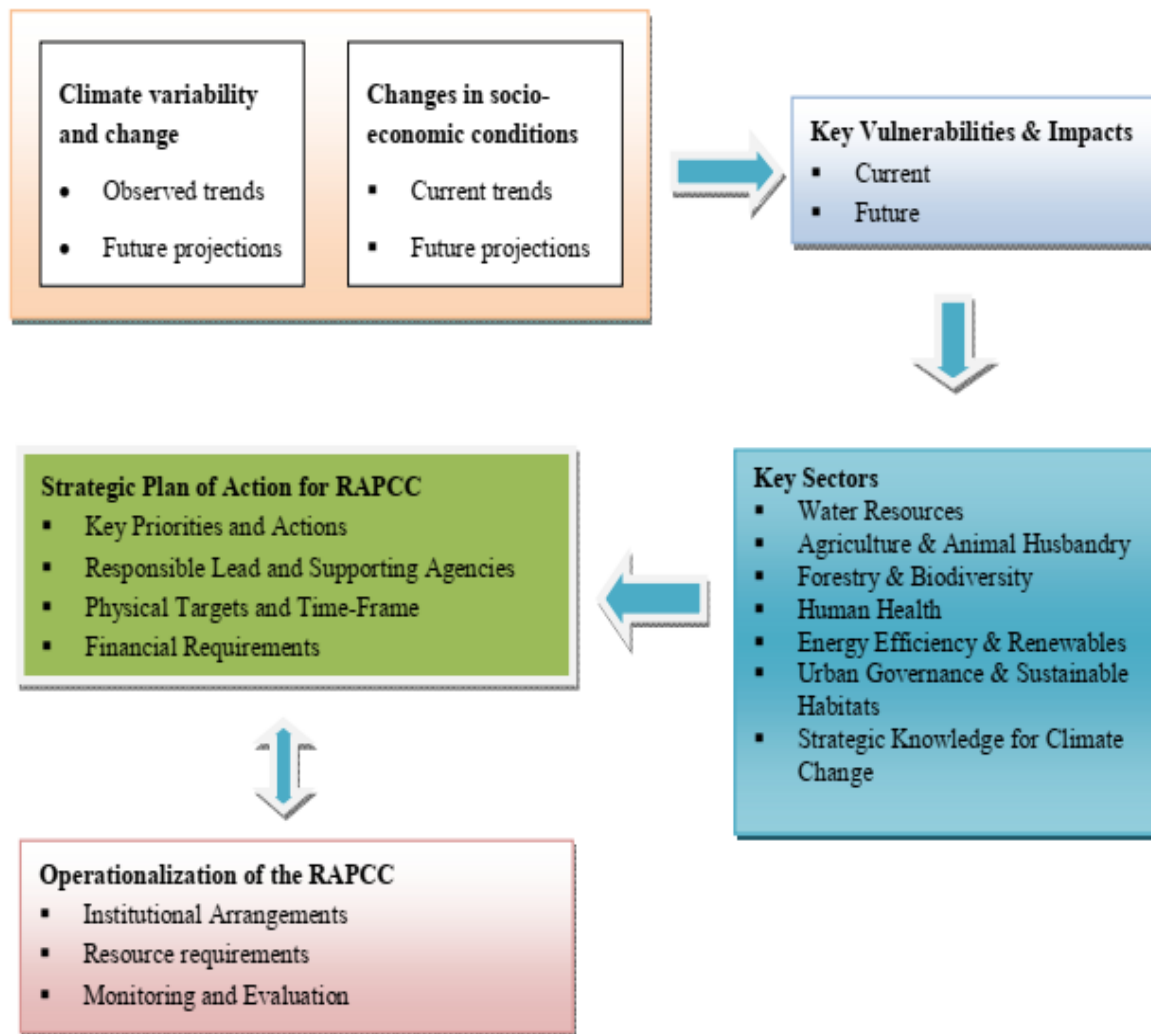 Climate variability
and change
• Observed trends
• Future projections
Changes in socio-
economic conditions
▪ Current trends
▪ Future projections
Key Vulnerabilities & Impacts
▪ Current
▪ Future
Key Sectors
▪ Water Resources
▪ Agriculture & Animal Husbandry
▪ Forestry & Biodiversity
▪ Human Health
▪ Energy Efficiency & Renewables
▪ Urban Governance & Sustainable
Habitats
▪ Strategic Knowledge for Climate
Change
Strategic Plan of Action for RAPCC
▪ Key Priorities and Actions
▪ Responsible Lead and Supporting Agencies
▪ Physical Targets and Time-Frame
▪ Financial Requirements
Operationalization of the RAPCC
▪ Institutional Arrangements
▪ Resource requirements
▪ Monitoring and Evaluation